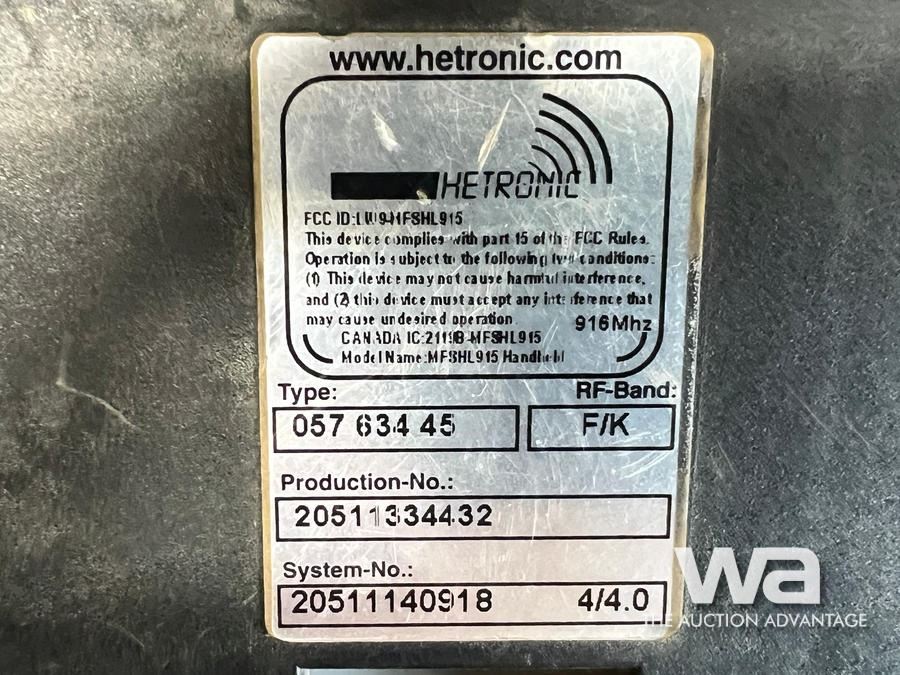 www.hetronic.com
HETRONIC
FCC ID:LW9-MFSHL915
This device complies with part 15 of the FCC Rules.
Operation is subject to the following two conditions:
(1) This device may not cause harmful interference,
and (2) this device must accept any interference that
may cause undesired operation.
916Mhz
CANADA IC:2119B-MFSHL915
Model Name:MFSHL915 Handheld
Type:
RF-Band:
057 634 45
F/K
Production-No.:
20511334432
System-No.:
20511140918 4/4.0
wa
THE AUCTION ADVANTAGE